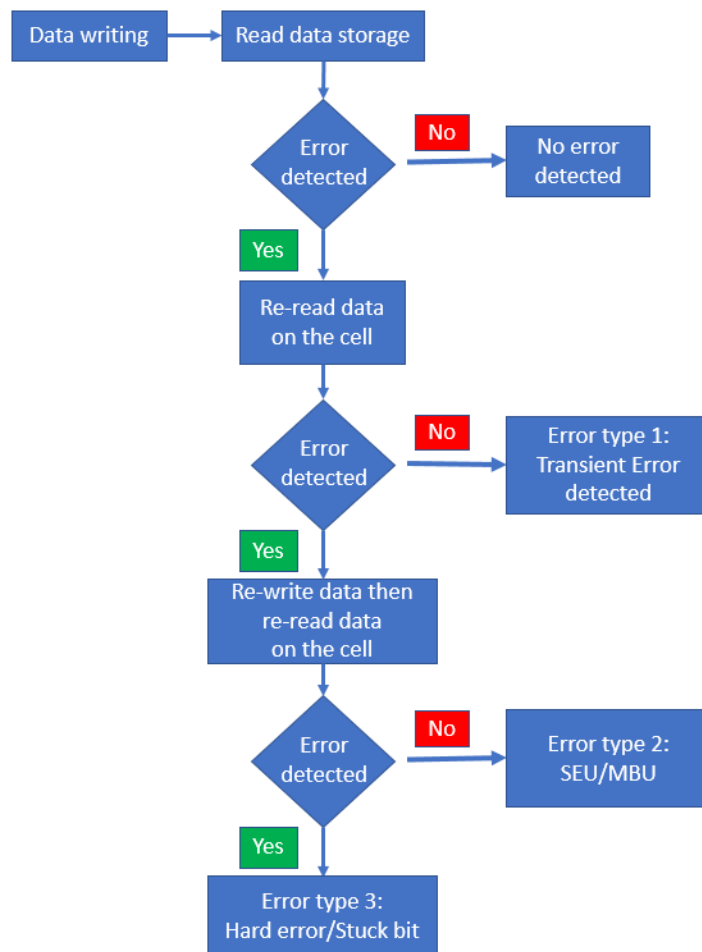 Data writing
Read data storage
Error
detected
No
No error
detected
Yes
Re-read data
on the cell
Error
detected
No
Error type 1:
Transient Error
detected
Yes
Re-write data then
re-read data
on the cell
Error
detected
No
Error type 2:
SEU/MBU
Yes
Error type 3:
Hard error/Stuck bit